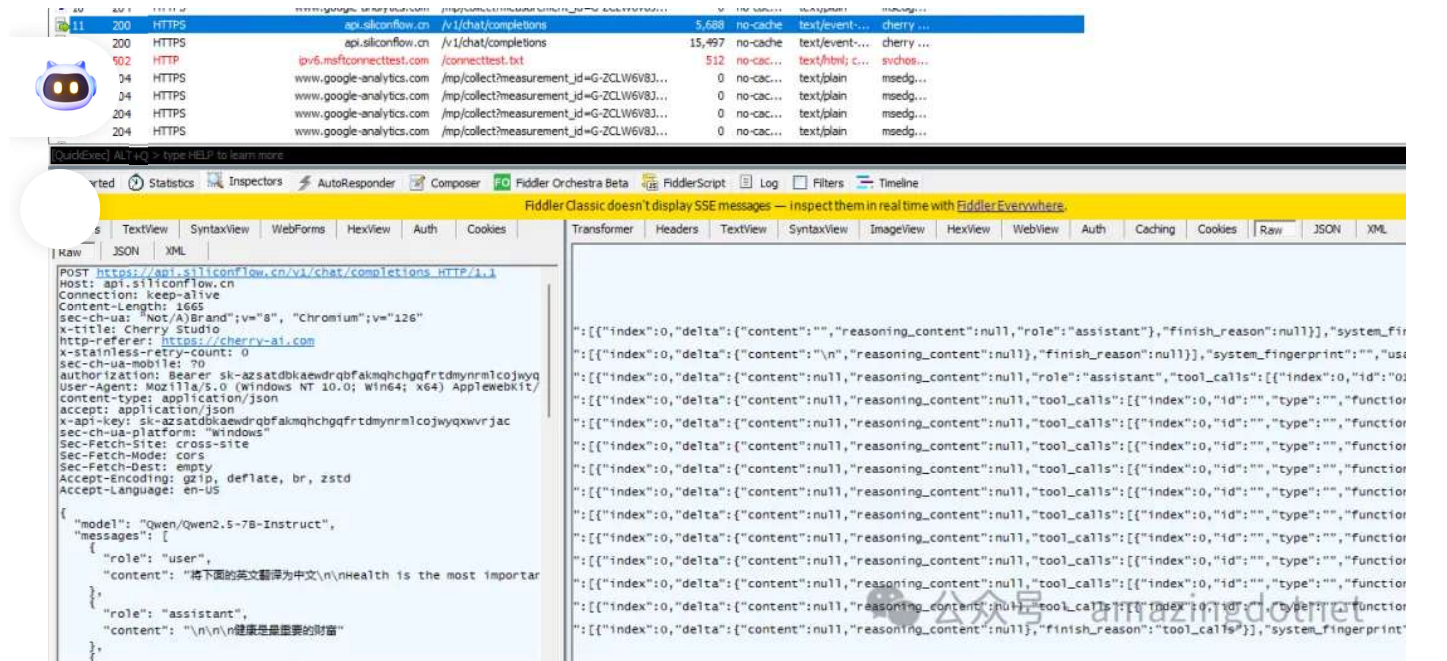 11 200 HTTPS api.siliconflow.cn /v1/chat/completions 5,688 no-cache text/event-... cherry ...
200 HTTPS api.siliconflow.cn /v1/chat/completions 15,497 no-cache text/event-... cherry ...
502 HTTP ipv6.msftconnecttest.com /connecttest.txt 512 no-cac... text/html; c... svchos...
04 HTTPS www.google-analytics.com /mp/collect?measurement_id=G-ZCLW6V8J... 0 no-cac... text/plain msedg...
04 HTTPS www.google-analytics.com /mp/collect?measurement_id=G-ZCLW6V8J... 0 no-cac... text/plain msedg...
204 HTTPS www.google-analytics.com /mp/collect?measurement_id=G-ZCLW6V8J... 0 no-cac... text/plain msedg...
204 HTTPS www.google-analytics.com /mp/collect?measurement_id=G-ZCLW6V8J... 0 no-cac... text/plain msedg...
[QuickExec] ALT+Q > type HELP to learn more
rted Statistics Inspectors AutoResponder Composer FO Fiddler Orchestra Beta FiddlerScript Log Filters Timeline
Fiddler Classic doesn't display SSE messages — inspect them in real time with Fiddler Everywhere.
s TextView SyntaxView WebForms HexView Auth Cookies
Raw JSON XML
POST https://api.siliconflow.cn/v1/chat/completions HTTP/1.1
Host: api.siliconflow.cn
Connection: keep-alive
Content-Length: 1665
sec-ch-ua: "Not/A)Brand";v="8", "Chromium";v="126"
x-title: Cherry Studio
http-referer: https://cherry-ai.com
x-stainless-retry-count: 0
sec-ch-ua-mobile: ?0
authorization: Bearer sk-azsatdbkaewdrqbfakmqhchgqfrtdmynrmlcojwyq
User-Agent: Mozilla/5.0 (Windows NT 10.0; Win64; x64) AppleWebKit/
content-type: application/json
accept: application/json
x-api-key: sk-azsatdbkaewdrqbfakmqhchgqfrtdmynrmlcojwyqxwvrjac
sec-ch-ua-platform: "Windows"
Sec-Fetch-Site: cross-site
Sec-Fetch-Mode: cors
Sec-Fetch-Dest: empty
Accept-Encoding: gzip, deflate, br, zstd
Accept-Language: en-US
{
"model": "Qwen/Qwen2.5-7B-Instruct",
"messages": [
{
"role": "user",
"content": "将下面的英文翻译为中文\n\nHealth is the most importar
},
{
"role": "assistant",
"content": "\n\n\n健康是最重要的财富"
},
{
Transformer Headers TextView SyntaxView ImageView HexView WebView Auth Caching Cookies Raw JSON XML
":[{"index":0,"delta":{"content":"","reasoning_content":null,"role":"assistant"},"finish_reason":null}],"system_fir
":[{"index":0,"delta":{"content":"\n","reasoning_content":null},"finish_reason":null}],"system_fingerprint":"","usa
":[{"index":0,"delta":{"content":null,"reasoning_content":null,"role":"assistant","tool_calls":[{"index":0,"id":"01
":[{"index":0,"delta":{"content":null,"reasoning_content":null,"tool_calls":[{"index":0,"id":"","type":"","function
":[{"index":0,"delta":{"content":null,"reasoning_content":null,"tool_calls":[{"index":0,"id":"","type":"","function
":[{"index":0,"delta":{"content":null,"reasoning_content":null,"tool_calls":[{"index":0,"id":"","type":"","function
":[{"index":0,"delta":{"content":null,"reasoning_content":null,"tool_calls":[{"index":0,"id":"","type":"","function
":[{"index":0,"delta":{"content":null,"reasoning_content":null,"tool_calls":[{"index":0,"id":"","type":"","function
":[{"index":0,"delta":{"content":null,"reasoning_content":null,"tool_calls":[{"index":0,"id":"","type":"","function
":[{"index":0,"delta":{"content":null,"reasoning_content":null,"tool_calls":[{"index":0,"id":"","type":"","function
":[{"index":0,"delta":{"content":null,"reasoning_content":null,"tool_calls":[{"index":0,"id":"","type":"","function
":[{"index":0,"delta":{"content":null,"reasoning_content":null,"tool_calls":[{"index":0,"id":"","type":"","function
":[{"index":0,"delta":{"content":null,"reasoning_content":null,"tool_calls":[{"index":0,"id":"","type":"","function
":[{"index":0,"delta":{"content":null,"reasoning_content":null},"finish_reason":"tool_calls"}],"system_fingerprint"
公众号 amazingdotnet